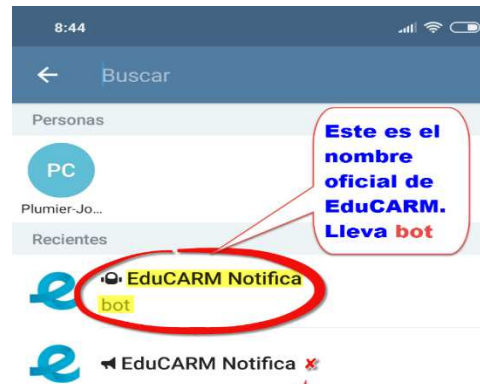 8:44
Buscar
Personas
PC
Plumier-Jo...
Recientes
EduCARM Notifica
bot
Este es el
nombre
oficial de
EduCARM.
Lleva bot
EduCARM Notifica